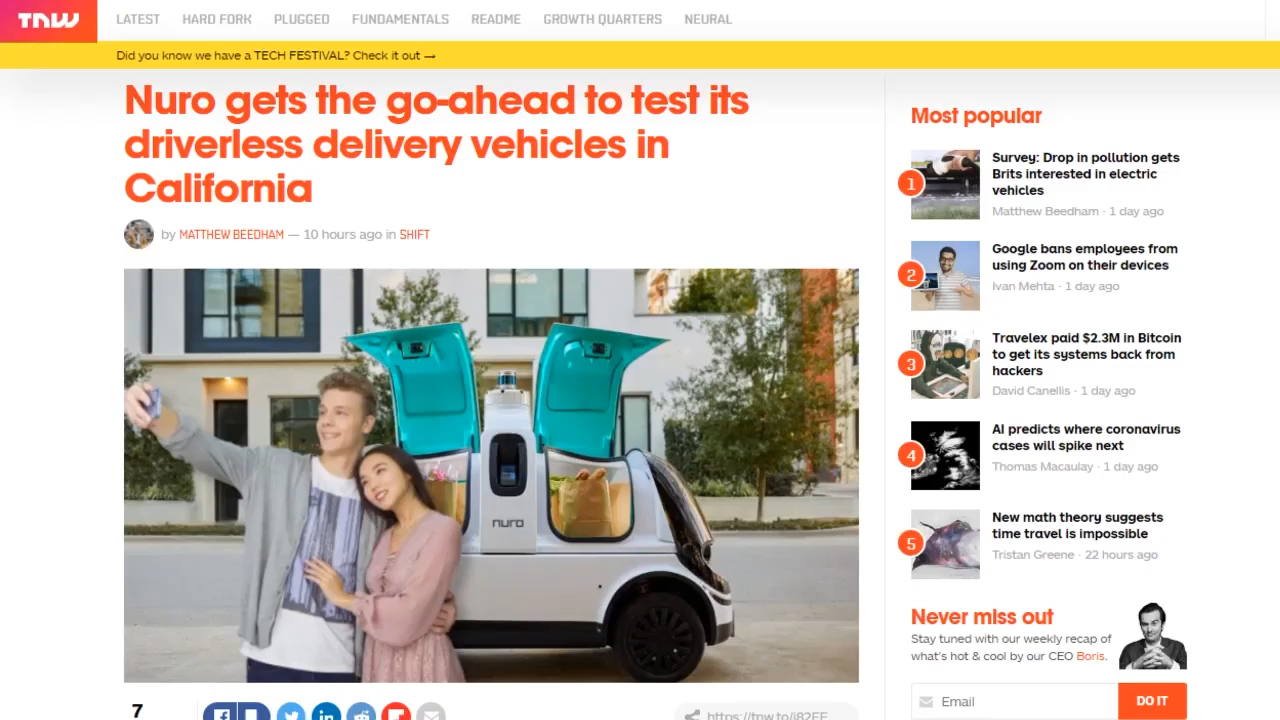 TNW
LATEST HARD FORK PLUGGED FUNDAMENTALS README GROWTH QUARTERS NEURAL
Did you know we have a TECH FESTIVAL? Check it out →
Nuro gets the go-ahead to test its
driverless delivery vehicles in
California
by MATTHEW BEEDHAM — 10 hours ago in SHIFT
nuro
7
https://tnw.to/j82FF
Most popular
1
Survey: Drop in pollution gets
Brits interested in electric
vehicles
Matthew Beedham · 1 day ago
2
Google bans employees from
using Zoom on their devices
Ivan Mehta · 1 day ago
3
Travelex paid $2.3M in Bitcoin
to get its systems back from
hackers
David Canellis · 1 day ago
4
AI predicts where coronavirus
cases will spike next
Thomas Macaulay · 1 day ago
5
New math theory suggests
time travel is impossible
Tristan Greene · 22 hours ago
Never miss out
Stay tuned with our weekly recap of
what's hot & cool by our CEO Boris.
Email
DO IT